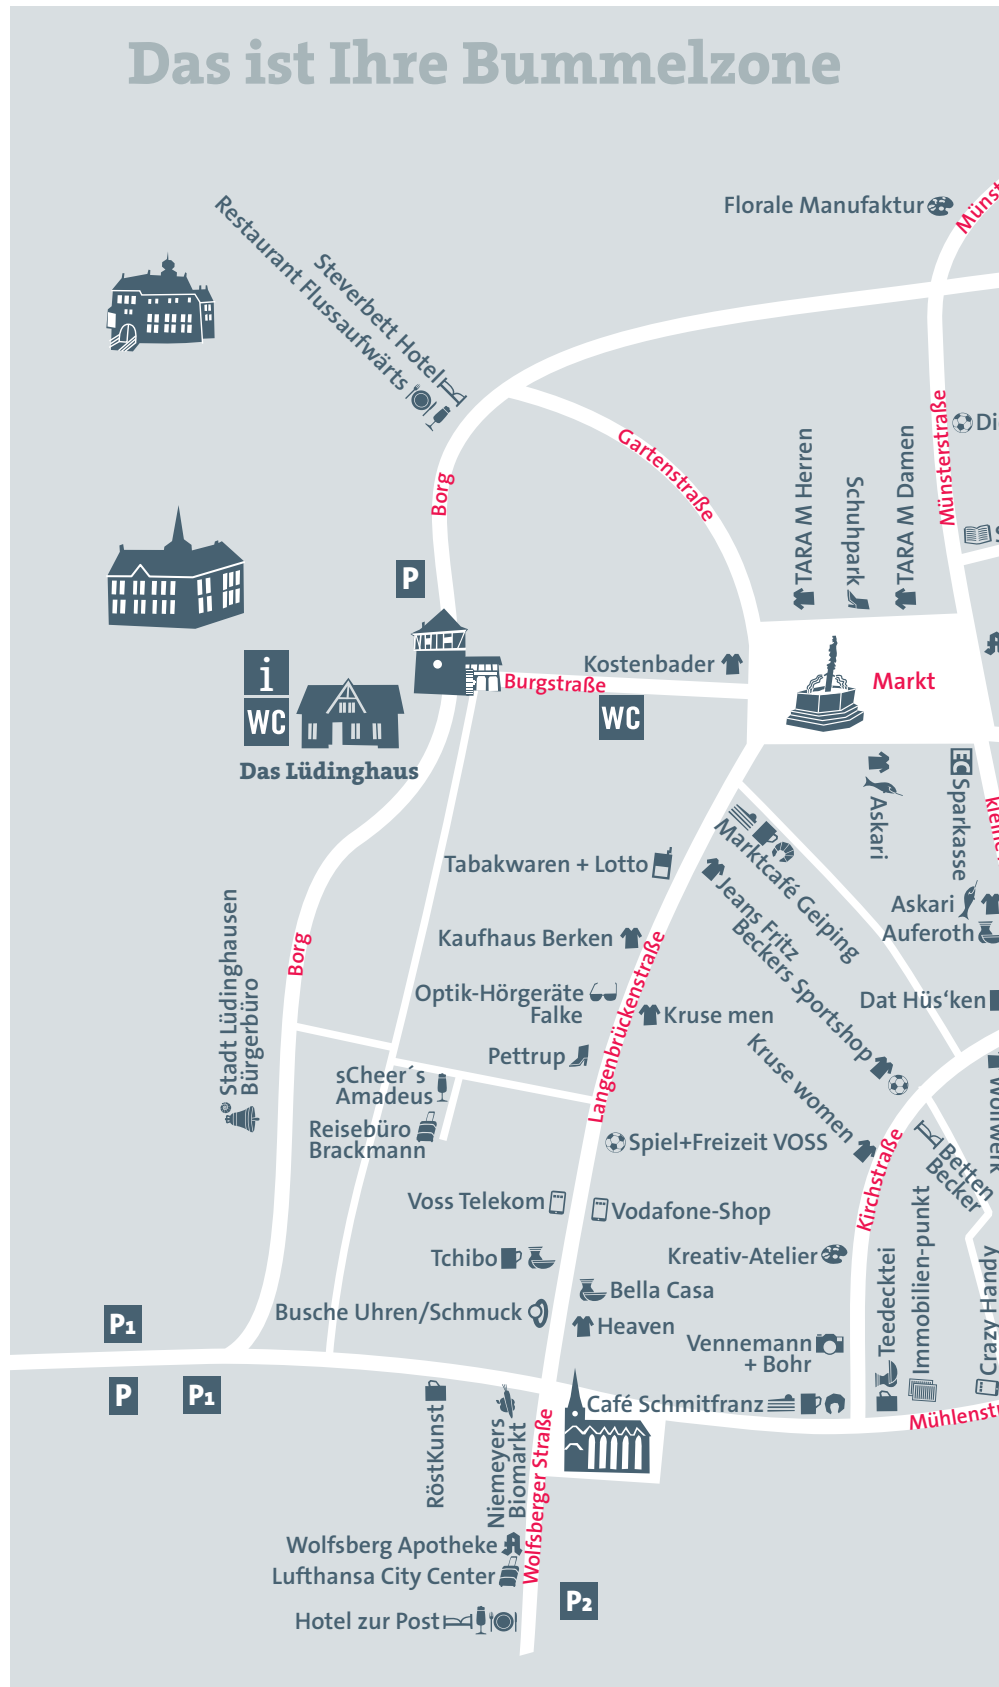 Das ist Ihre Bummelzone
Florale Manufaktur
Restaurant Flussaufwärts
Steverbett Hotel
Borg
Gartenstraße
Münsterstraße
TARA M Herren
Schuhpark
TARA M Damen
P
Kostenbader
Burgstraße
Markt
i
WC
WC
Das Lüdinghaus
Askari
EC
Sparkasse
Tabakwaren + Lotto
Marktcafé Geiping
Jeans Fritz
Beckers Sportshop
Askari
Auferoth
Kaufhaus Berken
Borg
Stadt Lüdinghausen
Bürgerbüro
Optik-Hörgeräte
Falke
Langenbrückenstraße
Kruse men
Dat Hüs‘ken
Pettrup
Kruse women
sCheer´s
Amadeus
Reisebüro
Brackmann
Spiel+Freizeit VOSS
Kirchstraße
Betten
Becker
Wollwerk
Voss Telekom
Vodafone-Shop
Tchibo
Kreativ-Atelier
Bella Casa
Busche Uhren/Schmuck
Heaven
Vennemann
+ Bohr
Teedecktei
Immobilien-punkt
Crazy Handy
P1
P
P1
Café Schmitfranz
Mühlenstr
RöstKunst
Niemeyers
Biomarkt
Wolfsberger Straße
Wolfsberg Apotheke
Lufthansa City Center
P2
Hotel zur Post